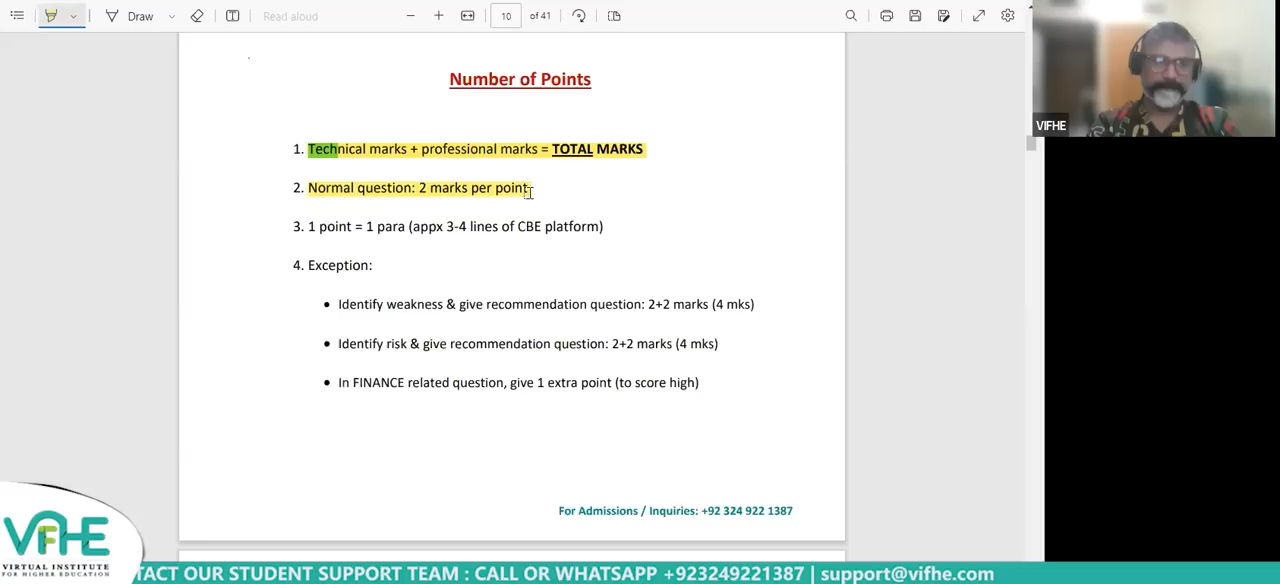 Draw
Read aloud
10 of 41
VIFHE
Number of Points
1. Technical marks + professional marks = TOTAL MARKS
2. Normal question: 2 marks per point
3. 1 point = 1 para (appx 3-4 lines of CBE platform)
4. Exception:
• Identify weakness & give recommendation question: 2+2 marks (4 mks)
• Identify risk & give recommendation question: 2+2 marks (4 mks)
• In FINANCE related question, give 1 extra point (to score high)
For Admissions / Inquiries: +92 324 922 1387
VIFHE
VIRTUAL INSTITUTE
FOR HIGHER EDUCATION
TACT OUR STUDENT SUPPORT TEAM : CALL OR WHATSAPP +923249221387 | support@vifhe.com